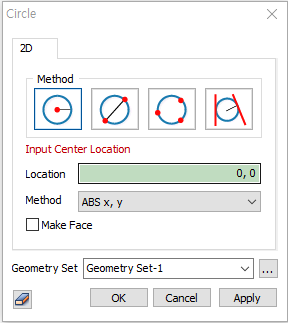 Circle
2D
Method
Input Center Location
Location 0, 0
Method ABS x, y
Make Face
Geometry Set Geometry Set-1 ...
OK Cancel Apply